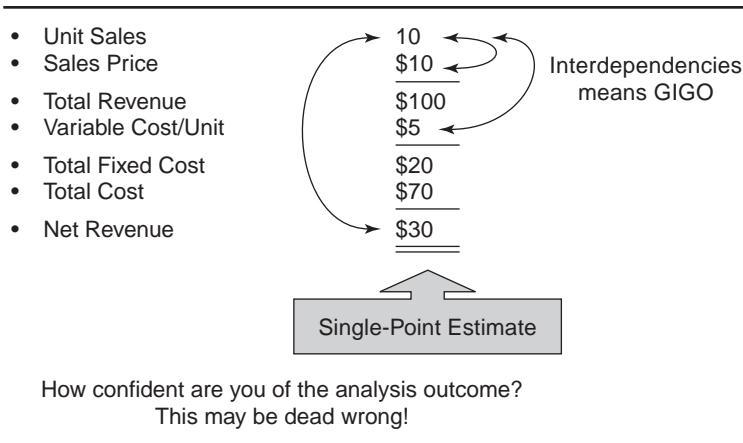 • Unit Sales 10
• Sales Price $10
Interdependencies
means GIGO
• Total Revenue $100
• Variable Cost/Unit $5
• Total Fixed Cost $20
• Total Cost $70
• Net Revenue $30
Single-Point Estimate
How confident are you of the analysis outcome?
This may be dead wrong!